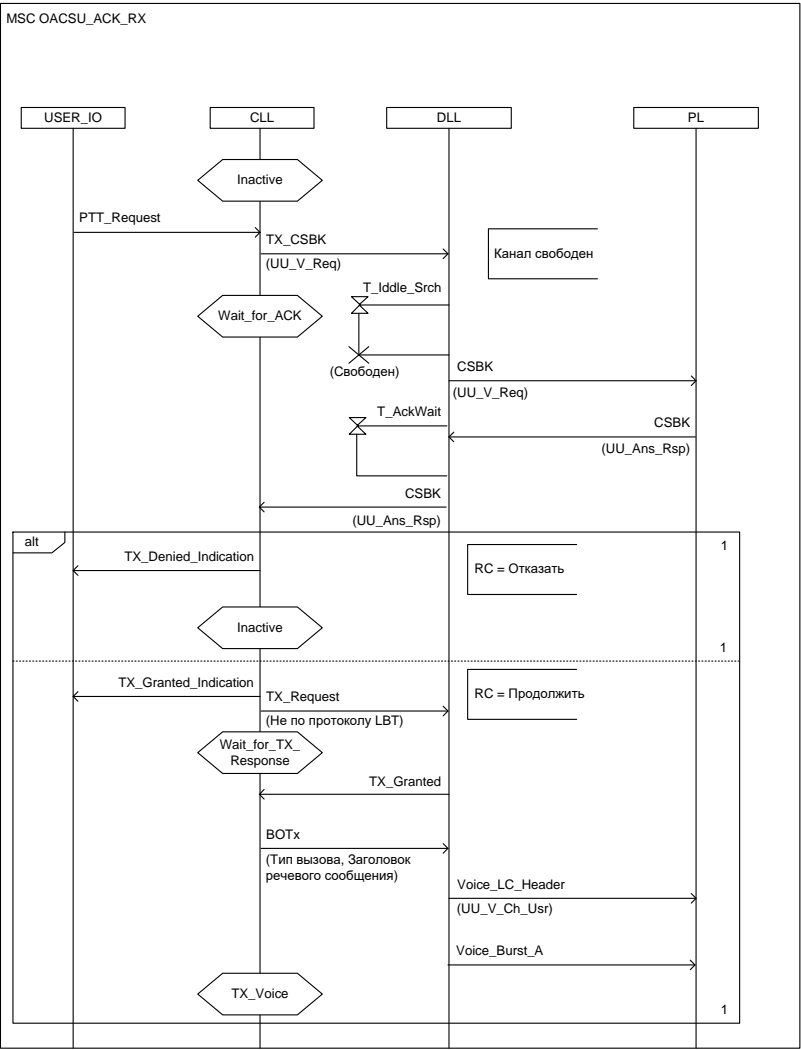 MSC OACSU_ACK_RX
USER_IO
CLL
DLL
PL
Inactive
PTT_Request
TX_CSBK
(UU_V_Req)
Канал свободен
T_Iddle_Srch
Wait_for_ACK
(Свободен)
CSBK
(UU_V_Req)
T_AckWait
CSBK
(UU_Ans_Rsp)
CSBK
(UU_Ans_Rsp)
alt
1
TX_Denied_Indication
RC = Отказать
Inactive
1
TX_Granted_Indication
TX_Request
(Не по протоколу LBT)
RC = Продолжить
Wait_for_TX_
Response
TX_Granted
BOTx
(Тип вызова, Заголовок
речевого сообщения)
Voice_LC_Header
(UU_V_Ch_Usr)
Voice_Burst_A
TX_Voice
1